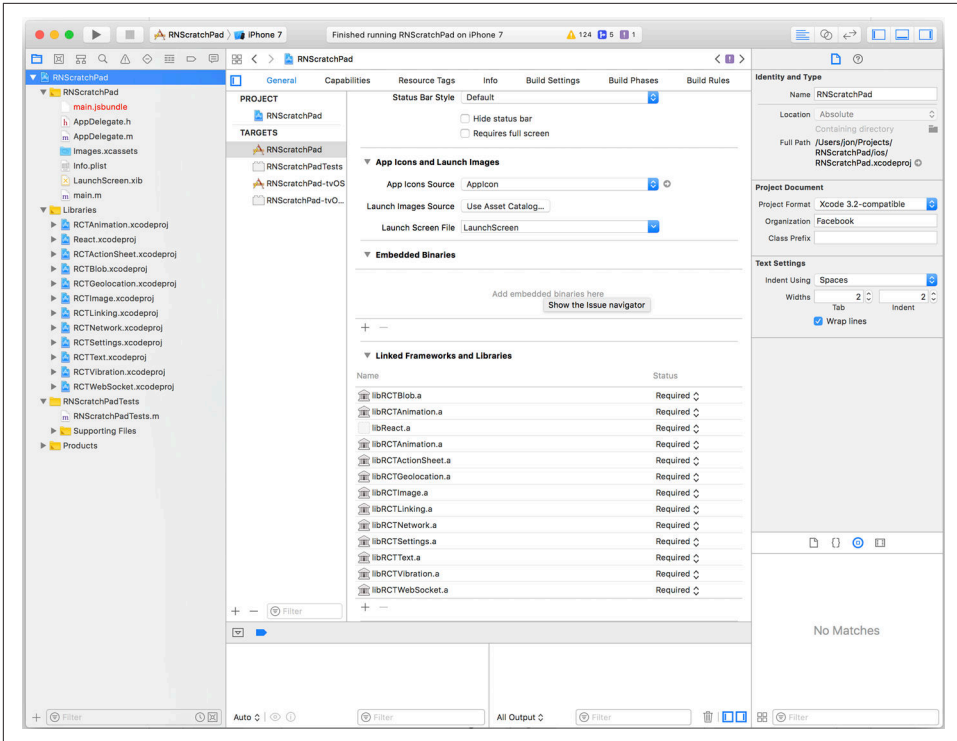 RNScratchPad
iPhone 7
Finished running RNScratchPad on iPhone 7
124
5
1
RNScratchPad
RNScratchPad
main.jsbundle
h AppDelegate.h
m AppDelegate.m
Images.xcassets
Info.plist
LaunchScreen.xib
m main.m
Libraries
RCTAnimation.xcodeproj
React.xcodeproj
RCTActionSheet.xcodeproj
RCTBlob.xcodeproj
RCTGeolocation.xcodeproj
RCTImage.xcodeproj
RCTLinking.xcodeproj
RCTNetwork.xcodeproj
RCTSettings.xcodeproj
RCTText.xcodeproj
RCTVibration.xcodeproj
RCTWebSocket.xcodeproj
RNScratchPadTests
m RNScratchPadTests.m
Supporting Files
Products
Filter
RNScratchPad
General Capabilities Resource Tags Info Build Settings Build Phases Build Rules
PROJECT
RNScratchPad
TARGETS
RNScratchPad
RNScratchPadTests
RNScratchPad-tvOS
RNScratchPad-tvO...
Filter
Status Bar Style Default
Hide status bar
Requires full screen
App Icons and Launch Images
App Icons Source AppIcon
Launch Images Source Use Asset Catalog...
Launch Screen File LaunchScreen
Embedded Binaries
Add embedded binaries here
Show the Issue navigator
Linked Frameworks and Libraries
Name Status
libRCTBlob.a Required
libRCTAnimation.a Required
libReact.a Required
libRCTAnimation.a Required
libRCTActionSheet.a Required
libRCTGeolocation.a Required
libRCTImage.a Required
libRCTLinking.a Required
libRCTNetwork.a Required
libRCTSettings.a Required
libRCTText.a Required
libRCTVibration.a Required
libRCTWebSocket.a Required
Auto
Filter
All Output
Filter
Identity and Type
Name RNScratchPad
Location Absolute
Containing directory
Full Path /Users/jon/Projects/
RNScratchPad/ios/
RNScratchPad.xcodeproj
Project Document
Project Format Xcode 3.2-compatible
Organization Facebook
Class Prefix
Text Settings
Indent Using Spaces
Widths 2 2
Tab Indent
Wrap lines
No Matches
Filter